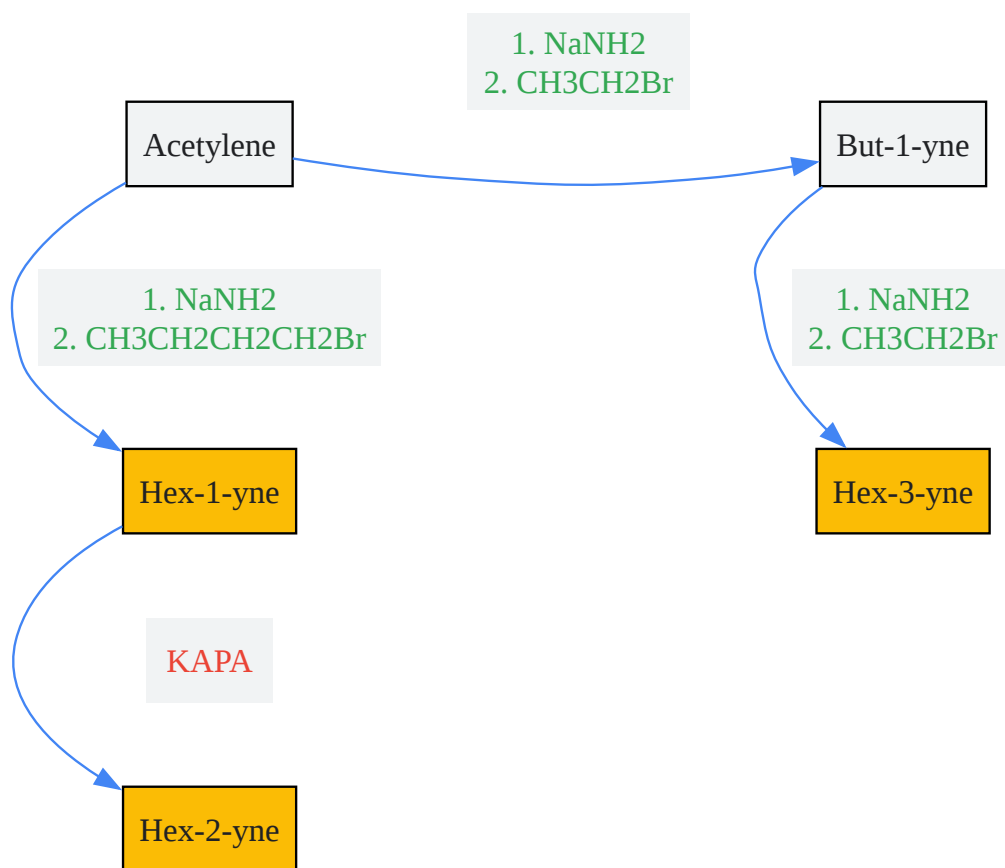 1. NaNH2
2. CH3CH2Br
Acetylene
But-1-yne
1. NaNH2
2. CH3CH2CH2CH2Br
1. NaNH2
2. CH3CH2Br
Hex-1-yne
Hex-3-yne
KAPA
Hex-2-yne